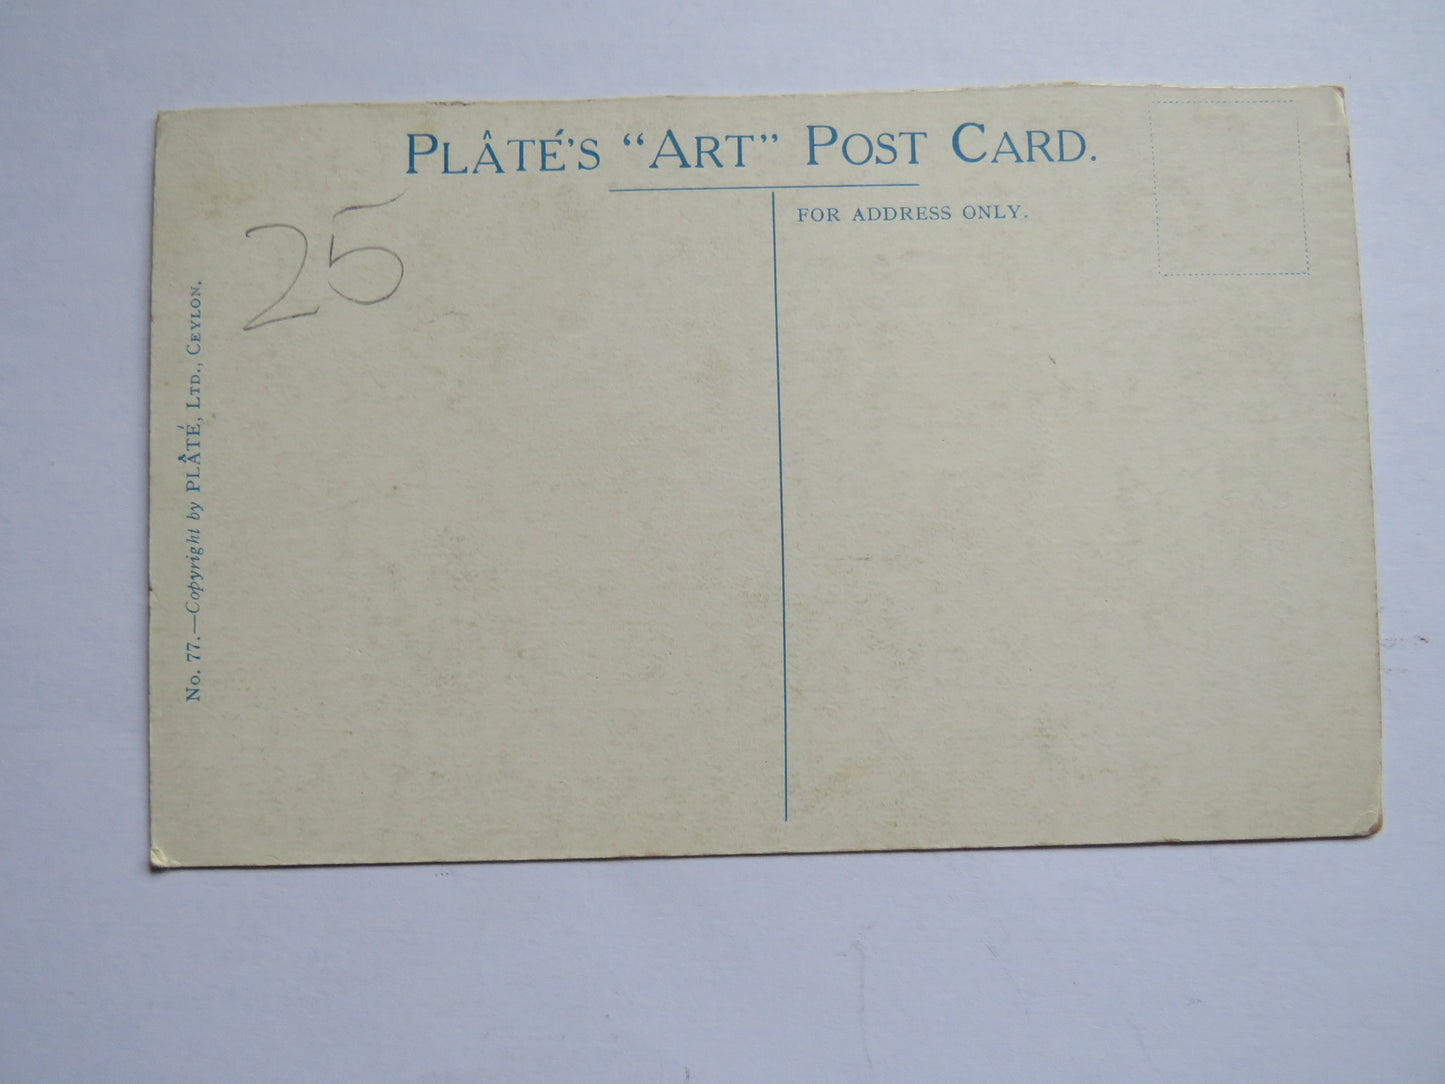 PLÂTÉ'S “ART” POST CARD.
FOR ADDRESS ONLY.
25
No. 77.—Copyright by PLÂTÉ, LTD., CEYLON.